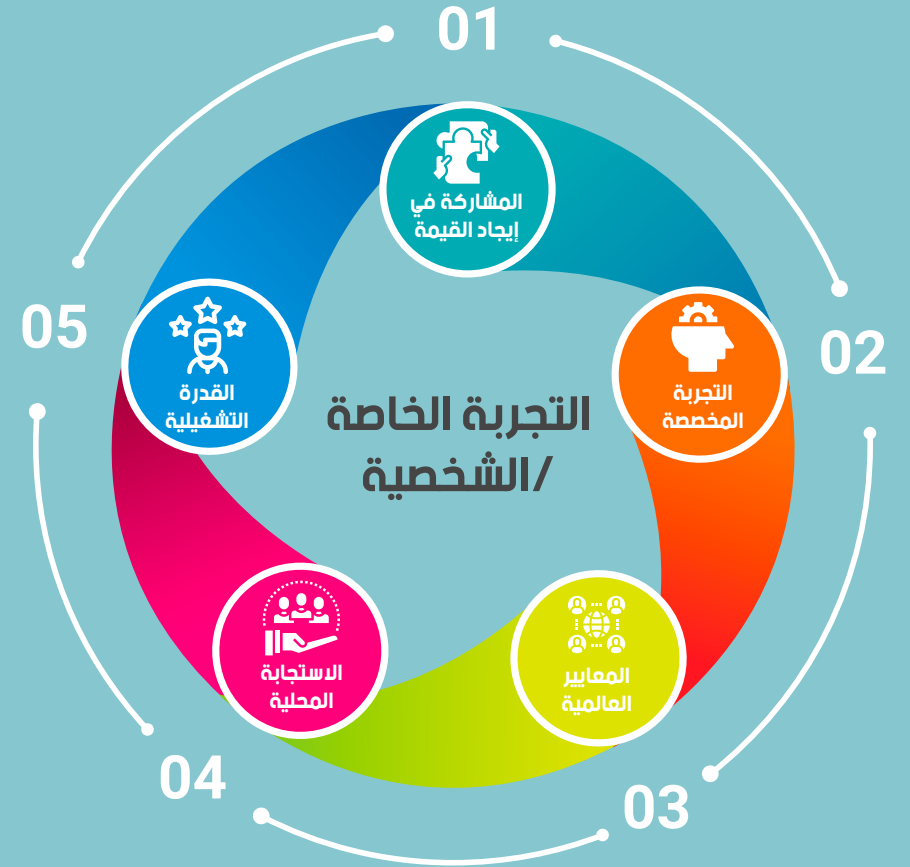 01
المشاركة في
إيجاد القيمة
02
التجربة
المخصصة
03
المعايير
العالمية
04
الاستجابة
المحلية
05
القدرة
التشغيلية
التجربة الخاصة
/الشخصية